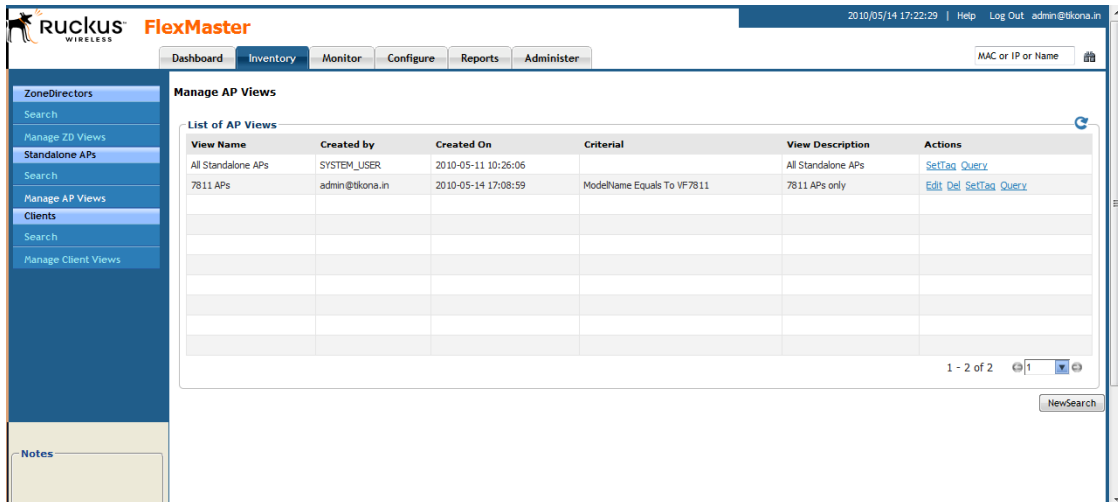 2010/05/14 17:22:29 | Help Log Out admin@tikona.in
RUCKUS FlexMaster
WIRELESS
Dashboard Inventory Monitor Configure Reports Administer MAC or IP or Name
ZoneDirectors
Search
Manage ZD Views
Standalone APs
Search
Manage AP Views
Clients
Search
Manage Client Views
Notes
Manage AP Views
List of AP Views
View Name Created by Created On Criterial View Description Actions
All Standalone APs SYSTEM_USER 2010-05-11 10:26:06 All Standalone APs SetTag Query
7811 APs admin@tikona.in 2010-05-14 17:08:59 ModelName Equals To VF7811 7811 APs only Edit Del SetTag Query
1 - 2 of 2 1
NewSearch